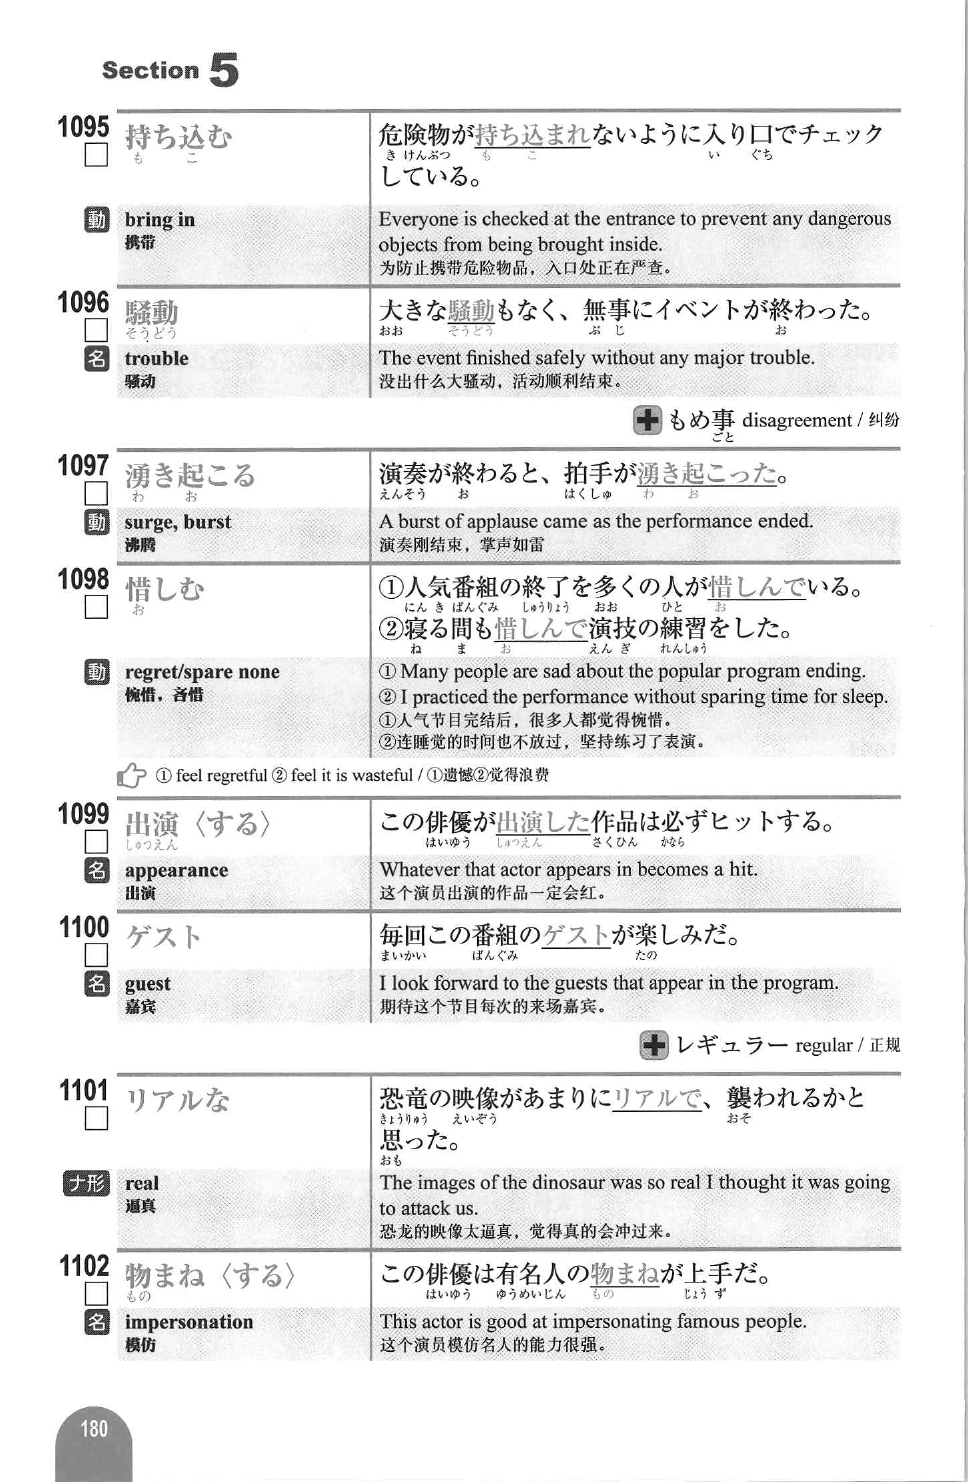 Section 5
1095 持ち込む
も こ
危険物が持ち込まれないように入り口でチェック
き けんぶつ も こ い ぐち
している。
動 bring in
携带
Everyone is checked at the entrance to prevent any dangerous
objects from being brought inside.
为防止携带危险物品，入口处正在严查。
1096 騒動
そうどう
大きな騒動もなく、無事にイベントが終わった。
おお そうどう ぶ じ お
名 trouble
骚动
The event finished safely without any major trouble.
没出什么大骚动，活动顺利结束。
＋ もめ事 disagreement / 纠纷
ごと
1097 湧き起こる
わ お
演奏が終わると、拍手が湧き起こった。
えんそう お はくしゅ わ お
動 surge, burst
沸腾
A burst of applause came as the performance ended.
演奏刚结束，掌声如雷
1098 惜しむ
お
①人気番組の終了を多くの人が惜しんでいる。
にん き ばんぐみ しゅうりょう おお ひと お
②寝る間も惜しんで演技の練習をした。
ね ま お えん ぎ れんしゅう
動 regret/spare none
惋惜，吝惜
① Many people are sad about the popular program ending.
② I practiced the performance without sparing time for sleep.
①人气节目完结后，很多人都觉得惋惜。
②连睡觉的时间也不放过，坚持练习了表演。
① feel regretful ② feel it is wasteful / ①遗憾②觉得浪费
1099 出演〈する〉
しゅつえん
この俳優が出演した作品は必ずヒットする。
はいゆう しゅつえん さくひん かなら
名 appearance
出演
Whatever that actor appears in becomes a hit.
这个演员出演的作品一定会红。
1100 ゲスト
毎回この番組のゲストが楽しみだ。
まいかい ばんぐみ たの
名 guest
嘉宾
I look forward to the guests that appear in the program.
期待这个节目每次的来场嘉宾。
＋ レギュラー regular / 正规
1101 リアルな
恐竜の映像があまりにリアルで、襲われるかと
きょうりゅう えいぞう おそ
思った。
おも
ナ形 real
逼真
The images of the dinosaur was so real I thought it was going
to attack us.
恐龙的映像太逼真，觉得真的会冲过来。
1102 物まね〈する〉
もの
この俳優は有名人の物まねが上手だ。
はいゆう ゆうめいじん もの じょう ず
名 impersonation
模仿
This actor is good at impersonating famous people.
这个演员模仿名人的能力很强。
180